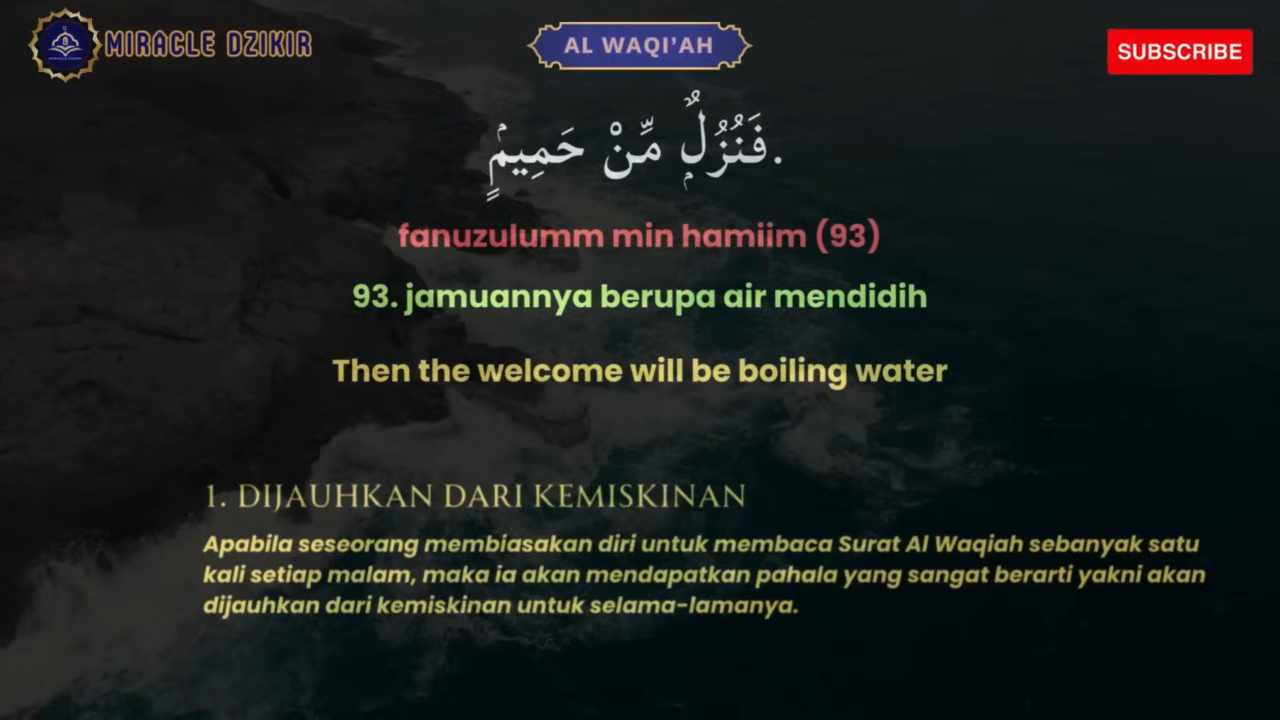 MIRACLE DZIKIR
AL WAQI'AH
SUBSCRIBE
فَنُزُلٌۭ مِّنْ حَمِيمٍۢ.
fanuzulumm min hamiim (93)
93. jamuannya berupa air mendidih
Then the welcome will be boiling water
1. DIJAUHKAN DARI KEMISKINAN
Apabila seseorang membiasakan diri untuk membaca Surat Al Waqiah sebanyak satu
kali setiap malam, maka ia akan mendapatkan pahala yang sangat berarti yakni akan
dijauhkan dari kemiskinan untuk selama-lamanya.